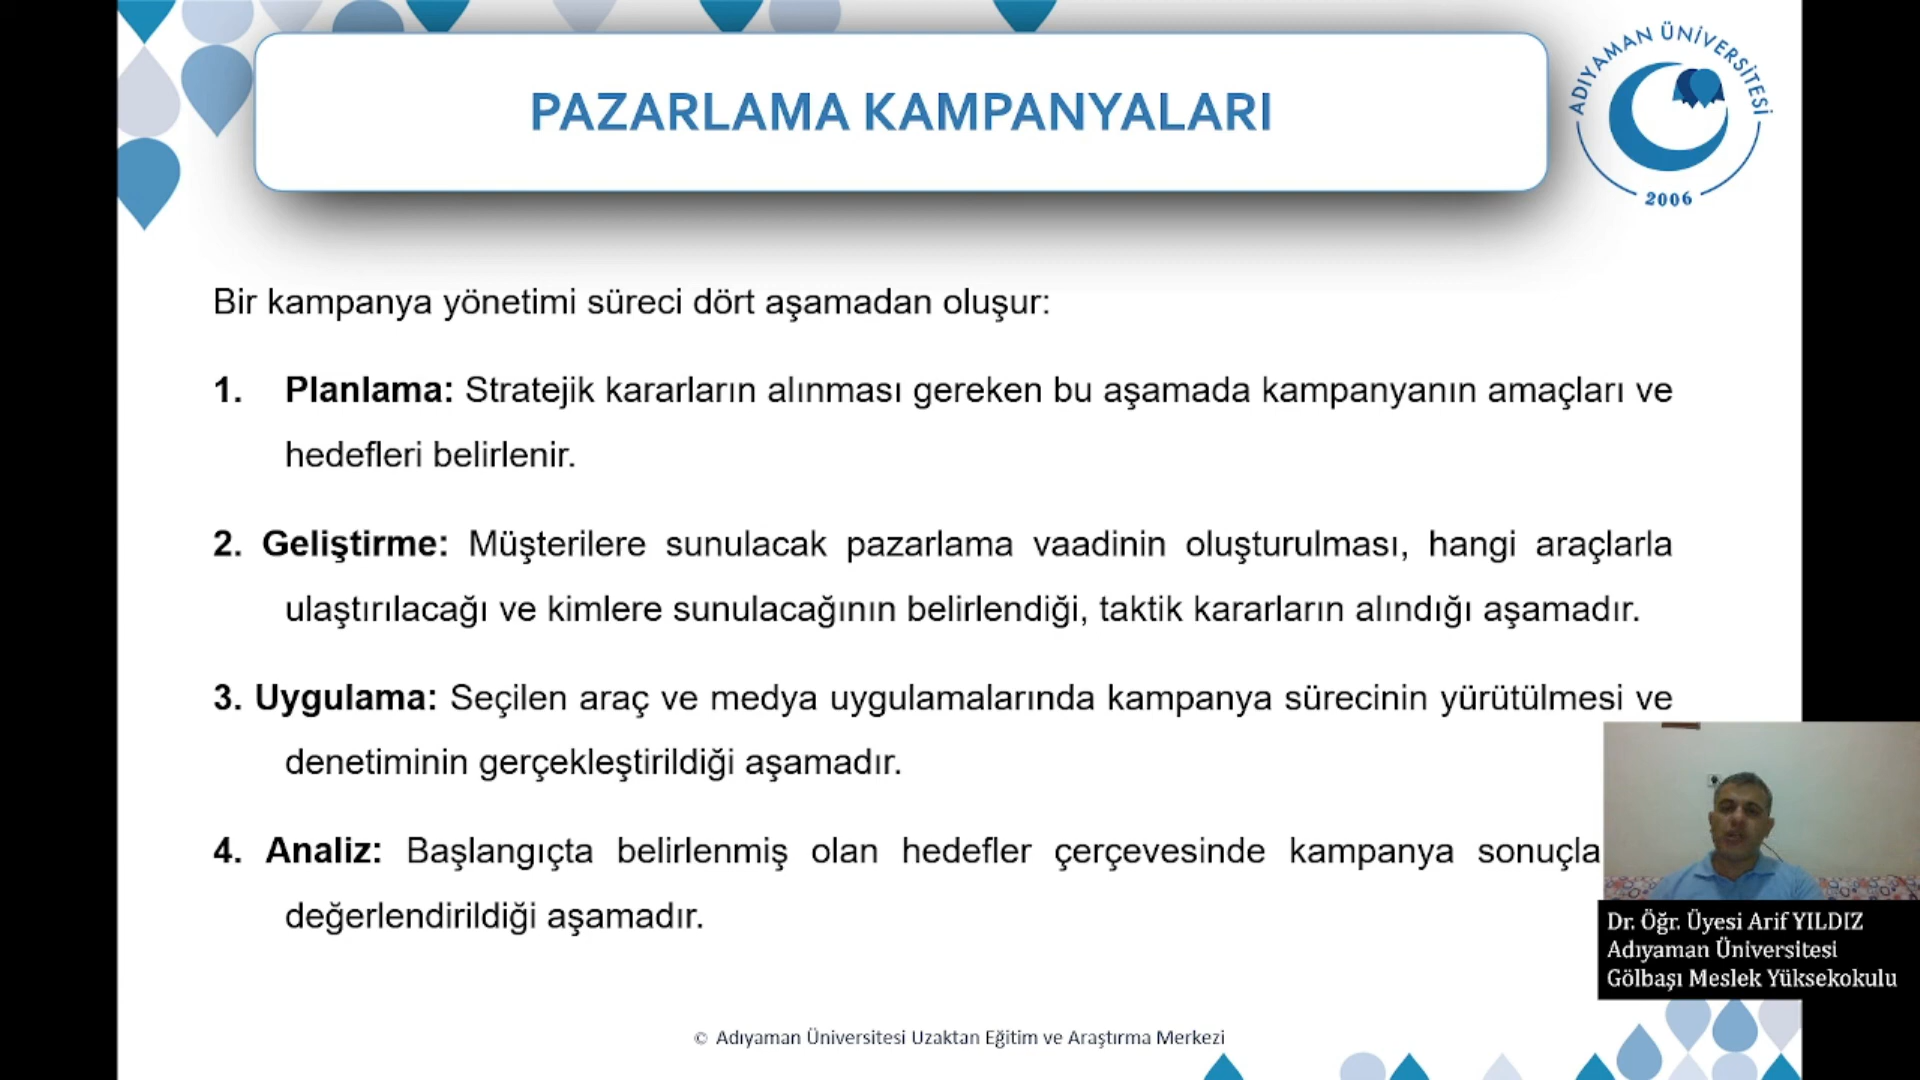 PAZARLAMA KAMPANYALARI
ADIYAMAN ÜNİVERSİTESİ
2006
Bir kampanya yönetimi süreci dört aşamadan oluşur:
1. Planlama: Stratejik kararların alınması gereken bu aşamada kampanyanın amaçları ve
hedefleri belirlenir.
2. Geliştirme: Müşterilere sunulacak pazarlama vaadinin oluşturulması, hangi araçlarla
ulaştırılacağı ve kimlere sunulacağının belirlendiği, taktik kararların alındığı aşamadır.
3. Uygulama: Seçilen araç ve medya uygulamalarında kampanya sürecinin yürütülmesi ve
denetiminin gerçekleştirildiği aşamadır.
4. Analiz: Başlangıçta belirlenmiş olan hedefler çerçevesinde kampanya sonuçla
değerlendirildiği aşamadır.
Dr. Öğr. Üyesi Arif YILDIZ
Adıyaman Üniversitesi
Gölbaşı Meslek Yüksekokulu
© Adıyaman Üniversitesi Uzaktan Eğitim ve Araştırma Merkezi